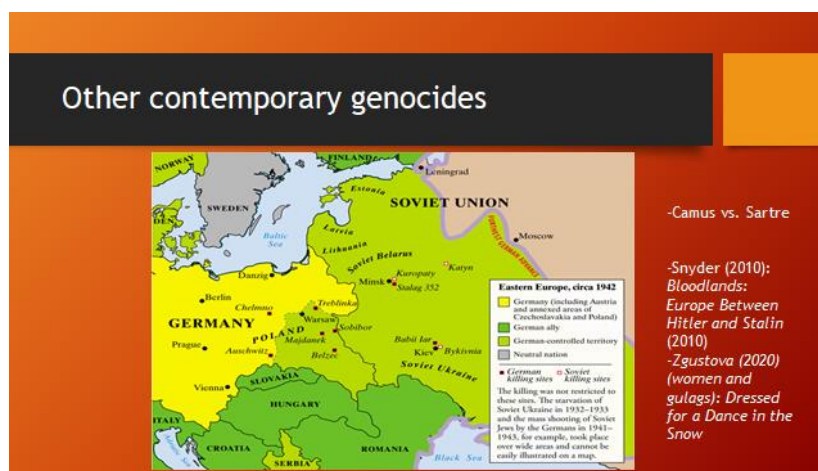 Other contemporary genocides
NORWAY
FINLAND
Leningrad
SWEDEN
Estonia
SOVIET UNION
DEN
Baltic
Sea
Latvia
Moscow
FURTHEST GERMAN ADVANCE
Lithuania
Soviet Belarus
Katyn
Danzig
Kuropaty
Minsk
Stalag 352
Berlin
Chelmno
Treblinka
Warsaw
GERMANY
POLAND
Sobibor
Majdanek
Prague
Auschwitz
Belzec
Babii Iar
Kiev
Bykivnia
Soviet Ukraine
Vienna
SLOVAKIA
HUNGARY
ITALY
CROATIA
ROMANIA
SERBIA
Black Sea
Eastern Europe, circa 1942
Germany (including Austria
and annexed areas of
Czechoslavakia and Poland)
German ally
German-controlled territory
Neutral nation
German
killing sites
Soviet
killing sites
The killing was not restricted to
these sites. The starvation of
Soviet Ukraine in 1932–1933
and the mass shooting of Soviet
Jews by the Germans in 1941–
1943, for example, took place
over wide areas and cannot be
easily illustrated on a map.
-Camus vs. Sartre
-Snyder (2010):
Bloodlands:
Europe Between
Hitler and Stalin
(2010)
-Zgustova (2020)
(women and
gulags): Dressed
for a Dance in the
Snow